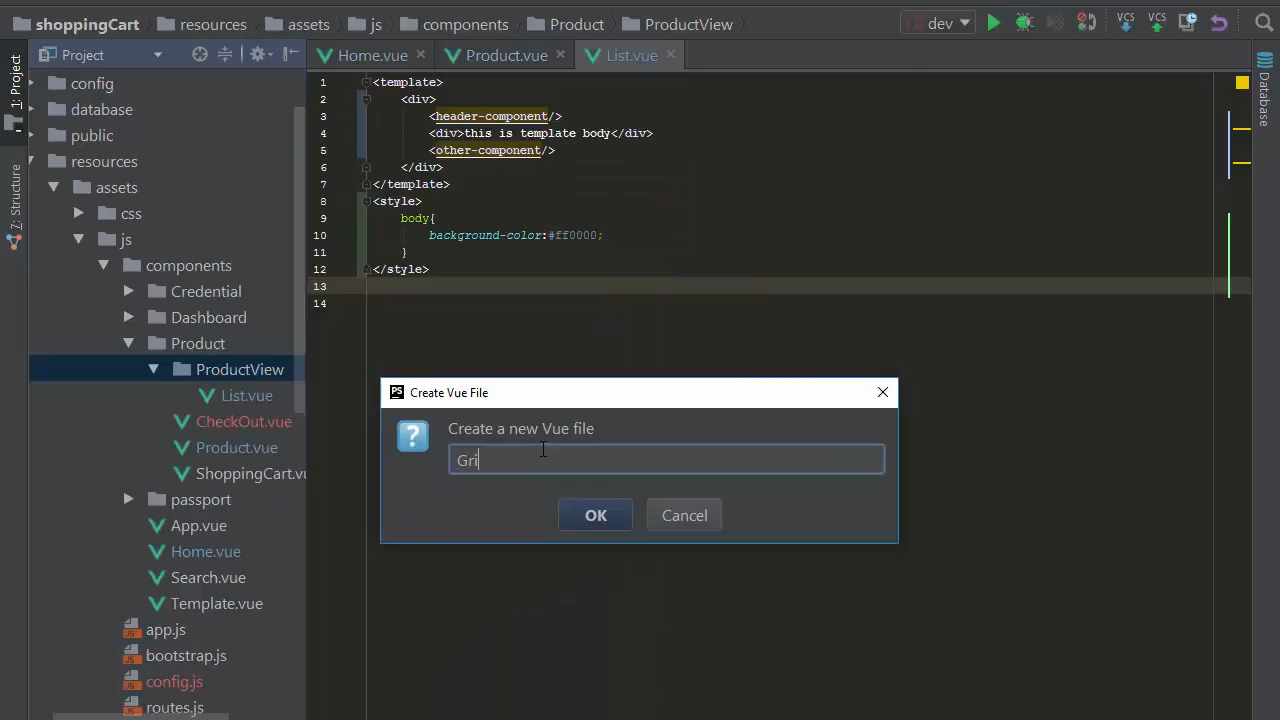 shoppingCart resources assets js components Product ProductView dev VCS VCS
Project Home.vue Product.vue List.vue
1: Project
Z: Structure
Database
config
database
public
resources
assets
css
js
components
Credential
Dashboard
Product
ProductView
List.vue
CheckOut.vue
Product.vue
ShoppingCart.vu
passport
App.vue
Home.vue
Search.vue
Template.vue
JS app.js
JS bootstrap.js
JS config.js
JS routes.js
1 <template>
2 <div>
3 <header-component/>
4 <div>this is template body</div>
5 <other-component/>
6 </div>
7 </template>
8 <style>
9 body{
10 background-color:#ff0000;
11 }
12 </style>
13
14
PS Create Vue File
? Create a new Vue file
Gri
OK Cancel